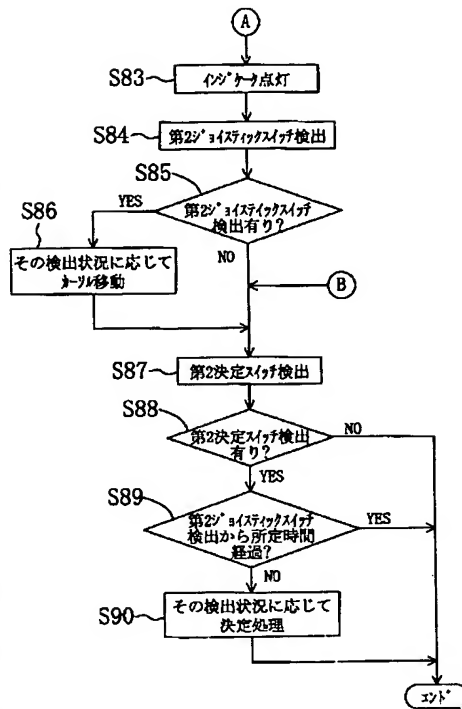 A
S83
インジケータ点灯
S84
第2ジョイスティックスイッチ検出
S85
第2ジョイスティックスイッチ
検出有り?
YES
NO
S86
その検出状況に応じて
カーソル移動
B
S87
第2決定スイッチ検出
S88
第2決定スイッチ検出
有り?
NO
YES
S89
第2ジョイスティックスイッチ
検出から所定時間
経過?
YES
NO
S90
その検出状況に応じて
決定処理
エンド